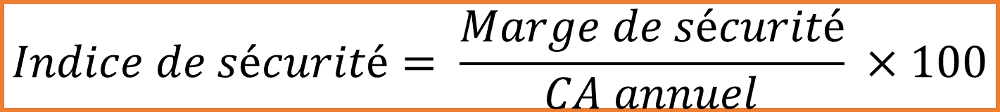 Indice de sécurité = Marge de sécurité / CA annuel × 100